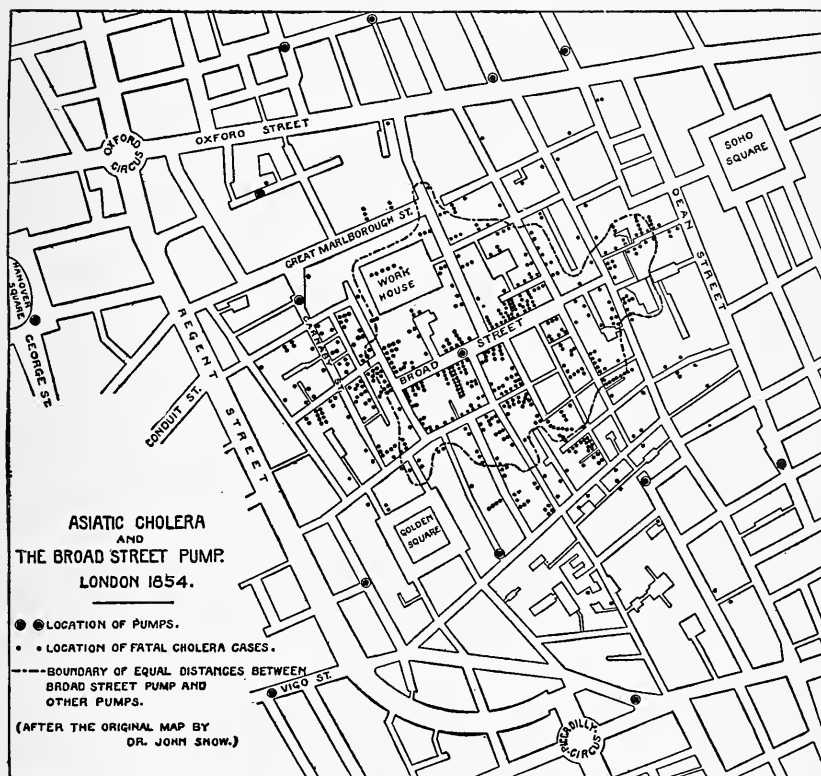 OXFORD
CIRCUS
OXFORD STREET
SOHO
SQUARE
DEAN STREET
GREAT MARLBOROUGH ST.
WORK
HOUSE
HANOVER
SQUARE
GEORGE ST.
REGENT STREET
CARNABY ST.
BROAD STREET
CONDUIT ST.
GOLDEN
SQUARE
ASIATIC CHOLERA
AND
THE BROAD STREET PUMP.
LONDON 1854.
LOCATION OF PUMPS.
LOCATION OF FATAL CHOLERA CASES.
BOUNDARY OF EQUAL DISTANCES BETWEEN
BROAD STREET PUMP AND
OTHER PUMPS.
(AFTER THE ORIGINAL MAP BY
DR. JOHN SNOW.)
VIGO ST.
PICCADILLY
CIRCUS